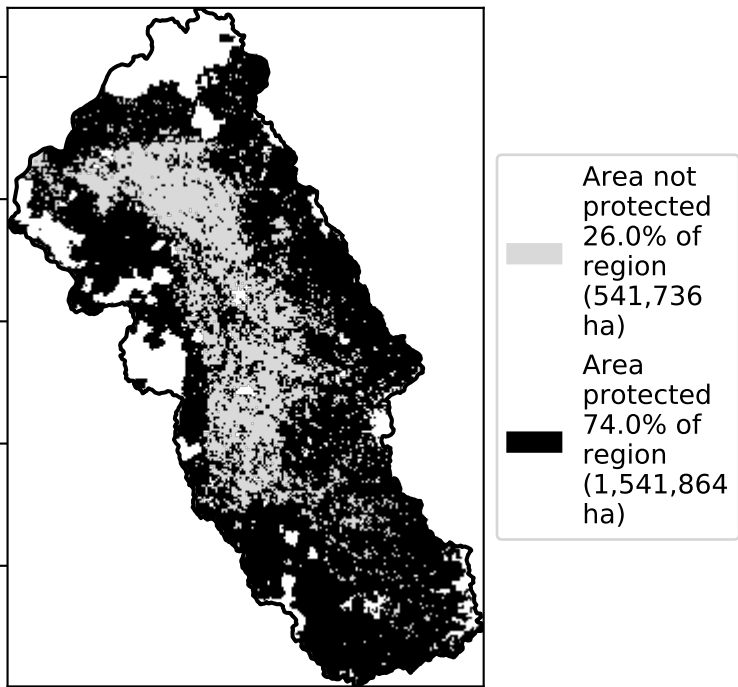 Area not
protected
26.0% of
region
(541,736
ha)
Area
protected
74.0% of
region
(1,541,864
ha)